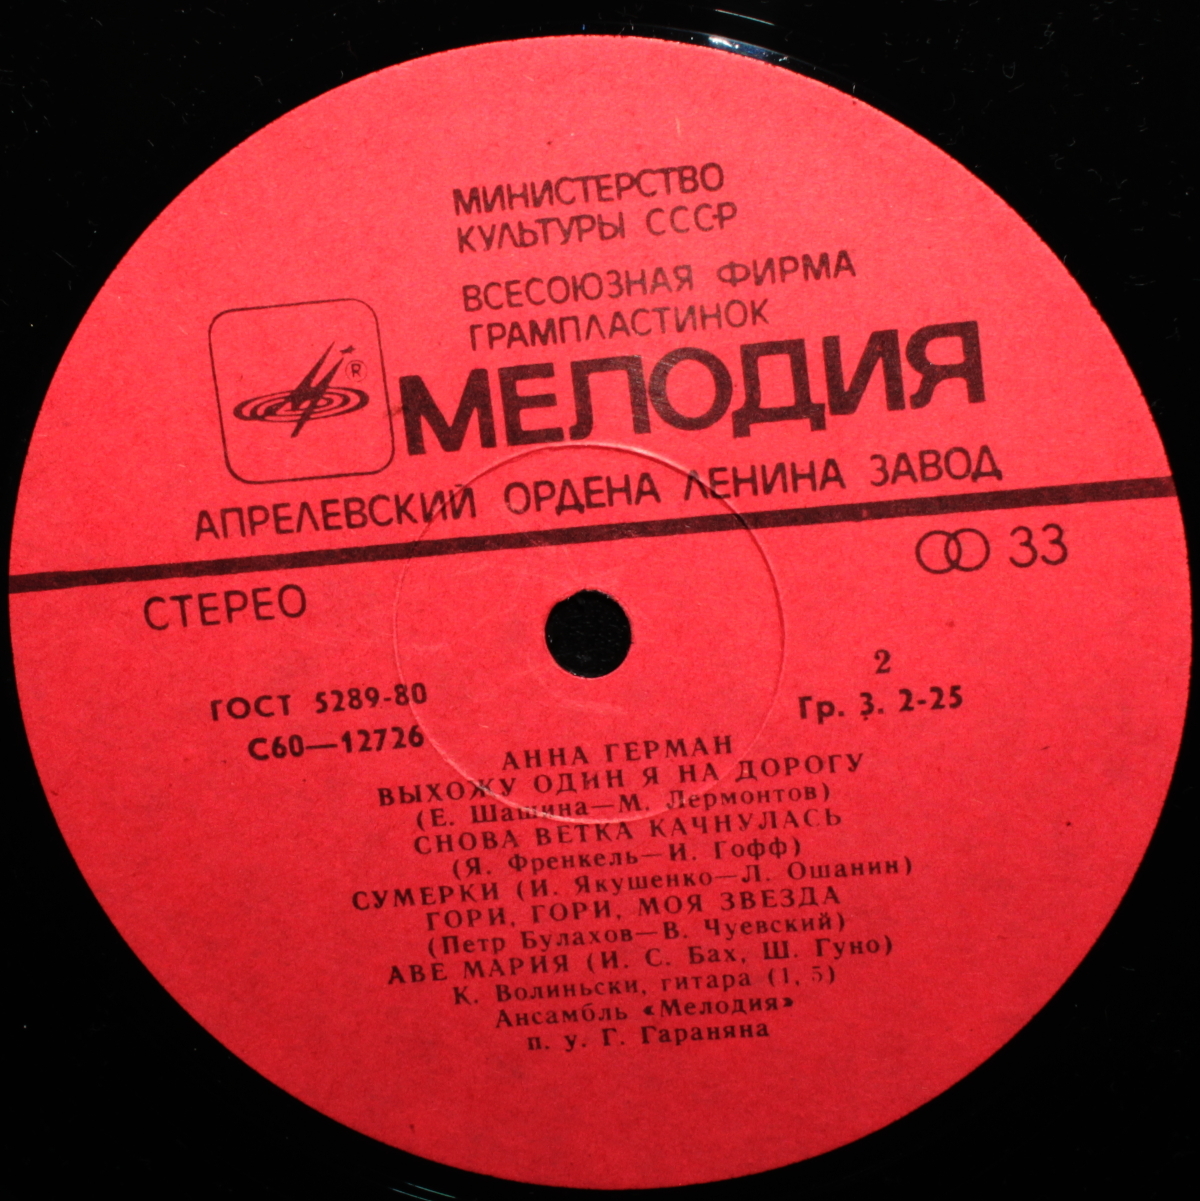 МИНИСТЕРСТВО
КУЛЬТУРЫ СССР
ВСЕСОЮЗНАЯ ФИРМА
ГРАМПЛАСТИНОК
®
МЕЛОДИЯ
АПРЕЛЕВСКИЙ ОРДЕНА ЛЕНИНА ЗАВОД
СТЕРЕО
33
2
ГОСТ 5289-80
Гр. 3. 2-25
С60—12726
АННА ГЕРМАН
ВЫХОЖУ ОДИН Я НА ДОРОГУ
(Е. Шашина—М. Лермонтов)
СНОВА ВЕТКА КАЧНУЛАСЬ
(Я. Френкель—И. Гофф)
СУМЕРКИ (И. Якушенко—Л. Ошанин)
ГОРИ, ГОРИ, МОЯ ЗВЕЗДА
(Петр Булахов—В. Чуевский)
АВЕ МАРИЯ (И. С. Бах, Ш. Гуно)
К. Волиньски, гитара (1, 5)
Ансамбль «Мелодия»
п. у. Г. Гараняна